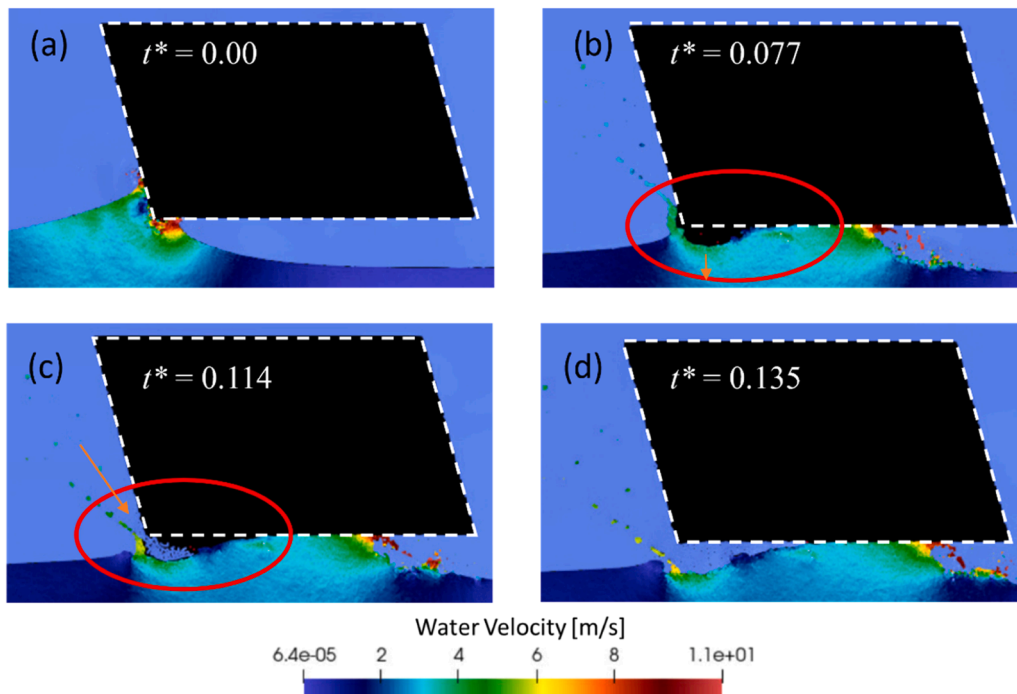 (a)
t* = 0.00
(b)
t* = 0.077
(c)
t* = 0.114
(d)
t* = 0.135
Water Velocity [m/s]
6.4e-05 2 4 6 8 1.1e+01